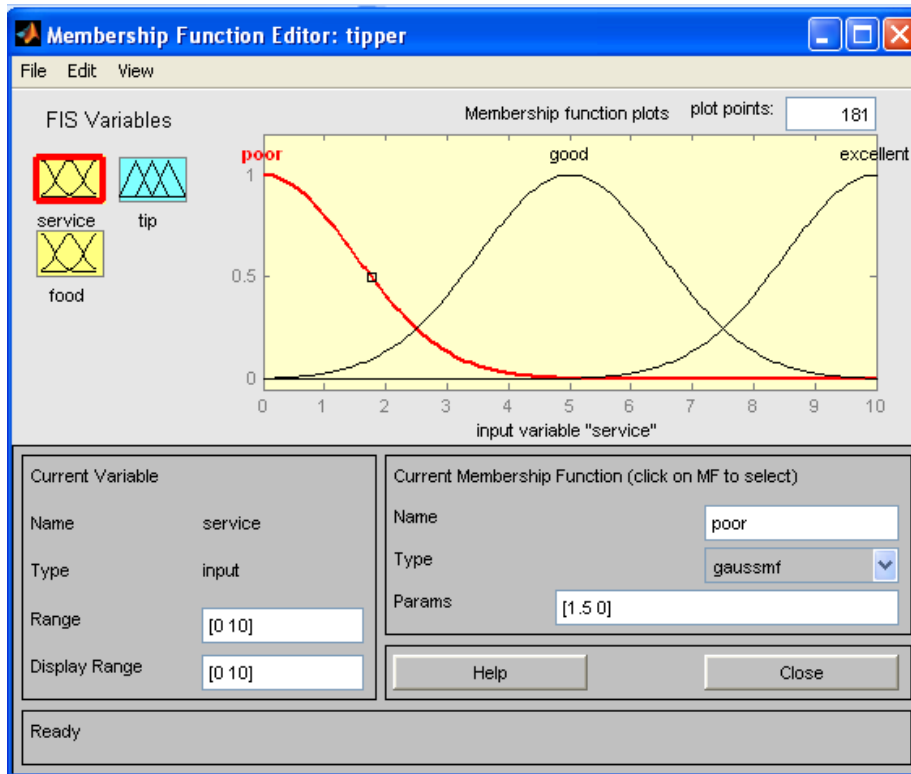 Membership Function Editor: tipper
File Edit View
FIS Variables
Membership function plots plot points: 181
poor good excellent
1
service tip
0.5
food
0
0 1 2 3 4 5 6 7 8 9 10
input variable "service"
Current Variable
Name service
Type input
Range [0 10]
Display Range [0 10]
Current Membership Function (click on MF to select)
Name poor
Type gaussmf
Params [1.5 0]
Help Close
Ready